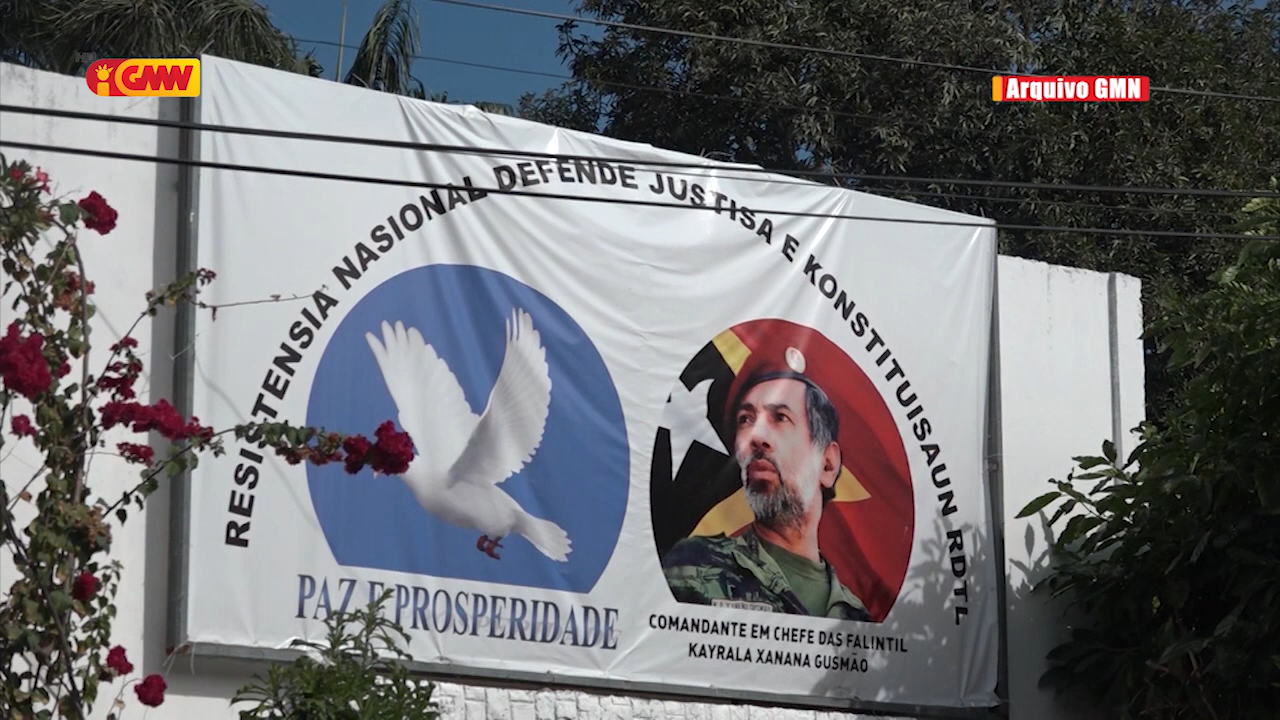 GMN
Arquivo GMN
RESISTENSIA NASIONAL DEFENDE JUSTISA E KONSTITUISAUN RDTL
PAZ E PROSPERIDADE
COMANDANTE EM CHEFE DAS FALINTIL
KAYRALA XANANA GUSMÃO